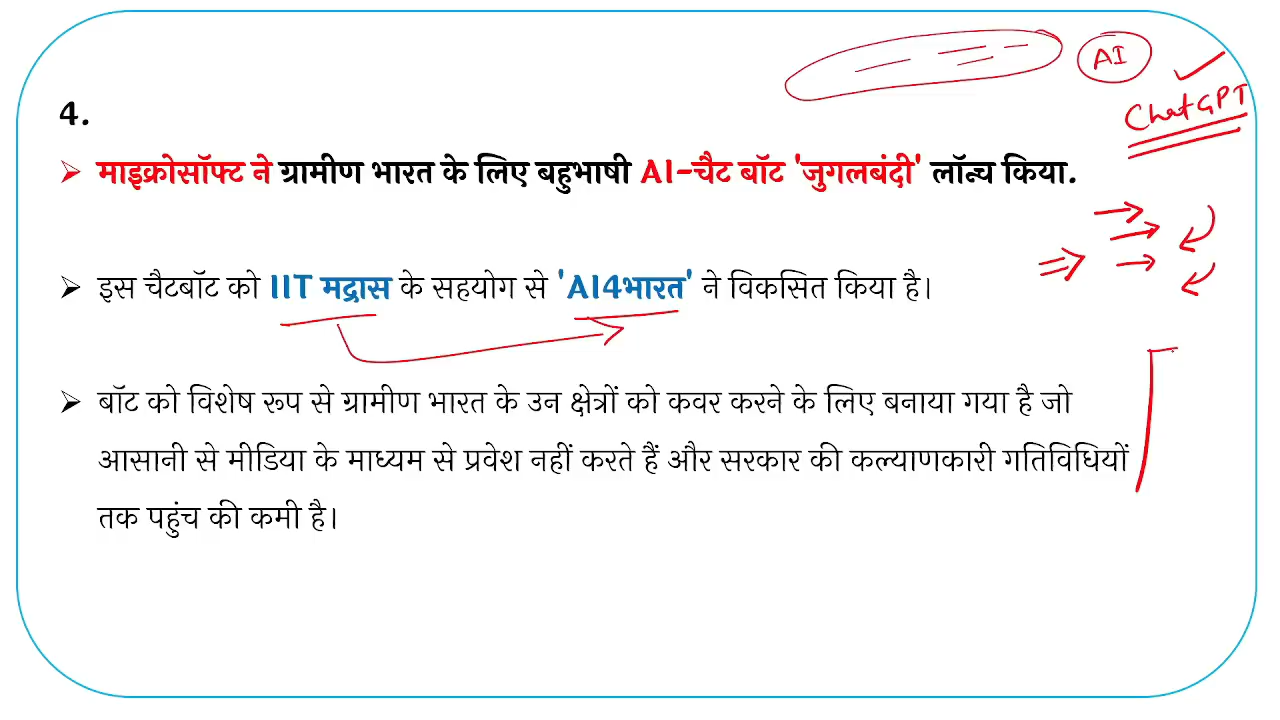 AI
ChatGPT
4.
➢ माइक्रोसॉफ्ट ने ग्रामीण भारत के लिए बहुभाषी AI-चैट बॉट 'जुगलबंदी' लॉन्च किया.
➢ इस चैटबॉट को IIT मद्रास के सहयोग से 'AI4भारत' ने विकसित किया है।
➢ बॉट को विशेष रूप से ग्रामीण भारत के उन क्षेत्रों को कवर करने के लिए बनाया गया है जो
आसानी से मीडिया के माध्यम से प्रवेश नहीं करते हैं और सरकार की कल्याणकारी गतिविधियों
तक पहुंच की कमी है।